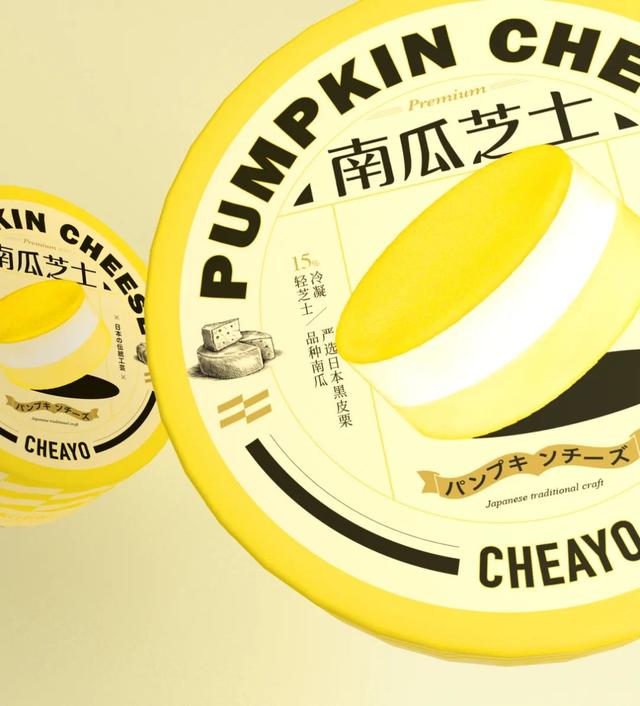 PUMPKIN CHE
Premium
南瓜芝士
冷凝
15%轻芝士
严选日本黑皮栗
品种南瓜
パンプキ ンチーズ
Japanese traditional craft
CHEAYO
KIN CHEESE
Premium
南瓜芝士
日本の伝統工芸
パンプキ ンチーズ
Japanese traditional craft
CHEAYO